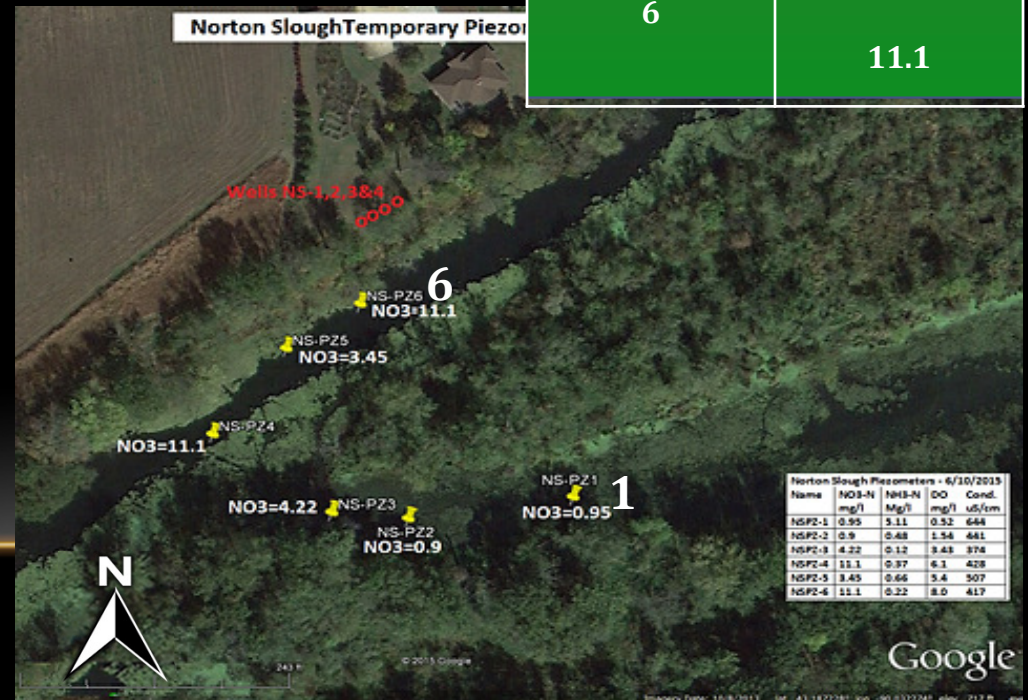 Norton SloughTemporary
6
11.1
Wells NS-1,2,3&4
NS-PZ6 6
NO3=11.1
NS-PZ5
NO3=3.45
NS-PZ4
NO3=11.1
NS-PZ1 1
NO3=0.95
NO3=4.22 NS-PZ3
NS-PZ2
NO3=0.9
Norton Slough Piezometers - 6/10/2015
Name NO3-N NH3-N DO Cond.
mg/l Mg/l mg/l uS/cm
NSPZ-1 0.95 5.11 0.52 644
NSPZ-2 0.9 0.48 1.54 441
NSPZ-3 4.22 0.12 3.43 374
NSPZ-4 11.1 0.37 6.1 428
NSPZ-5 3.45 0.66 5.4 507
NSPZ-6 11.1 0.22 8.0 417
N
243 ft
© 2015 Google
Google